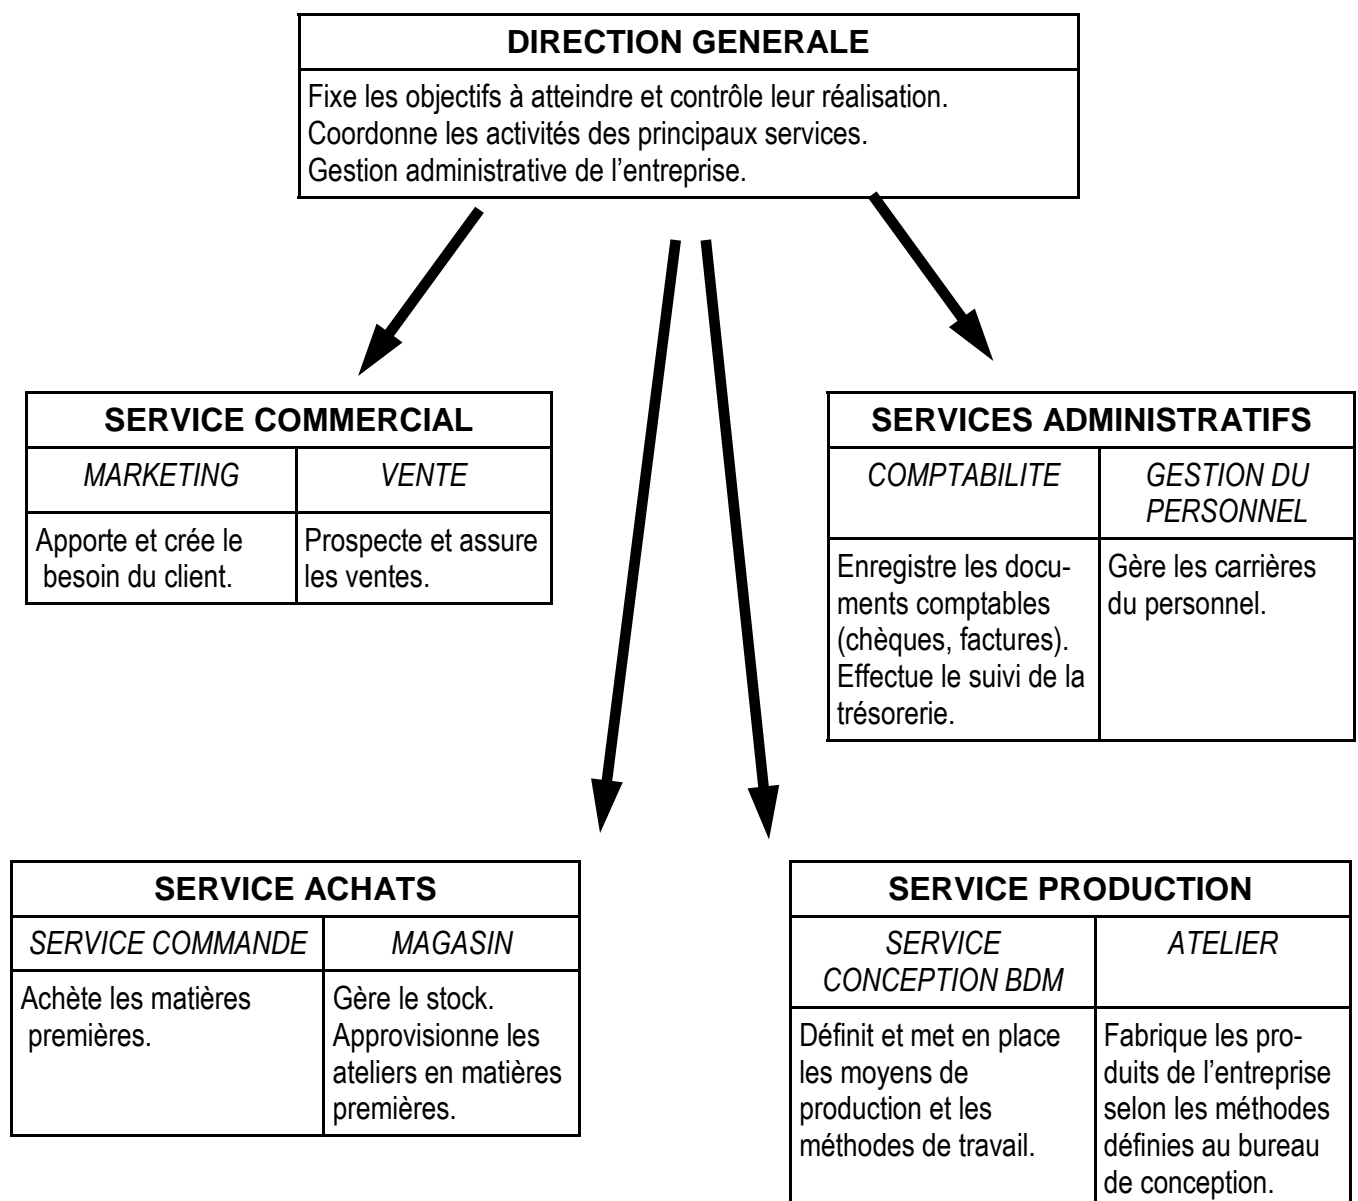 DIRECTION GENERALE
Fixe les objectifs à atteindre et contrôle leur réalisation.
Coordonne les activités des principaux services.
Gestion administrative de l’entreprise.
SERVICE COMMERCIAL
MARKETING
VENTE
Apporte et crée le
besoin du client.
Prospecte et assure
les ventes.
SERVICES ADMINISTRATIFS
COMPTABILITE
GESTION DU
PERSONNEL
Enregistre les docu-
ments comptables
(chèques, factures).
Effectue le suivi de la
trésorerie.
Gère les carrières
du personnel.
SERVICE ACHATS
SERVICE COMMANDE
MAGASIN
Achète les matières
premières.
Gère le stock.
Approvisionne les
ateliers en matières
premières.
SERVICE PRODUCTION
SERVICE
CONCEPTION BDM
ATELIER
Définit et met en place
les moyens de
production et les
méthodes de travail.
Fabrique les pro-
duits de l’entreprise
selon les méthodes
définies au bureau
de conception.